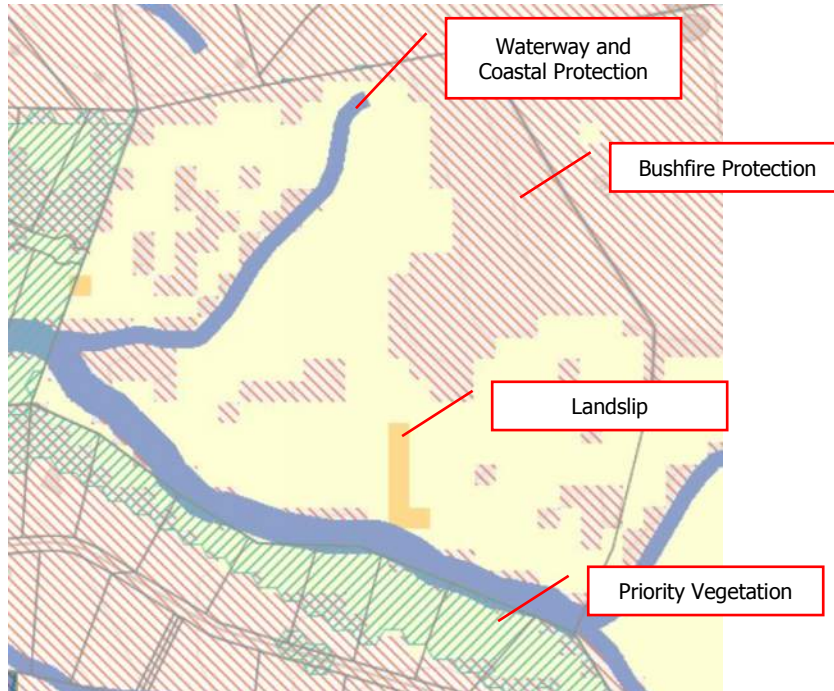 Waterway and
Coastal Protection
Bushfire Protection
Landslip
Priority Vegetation